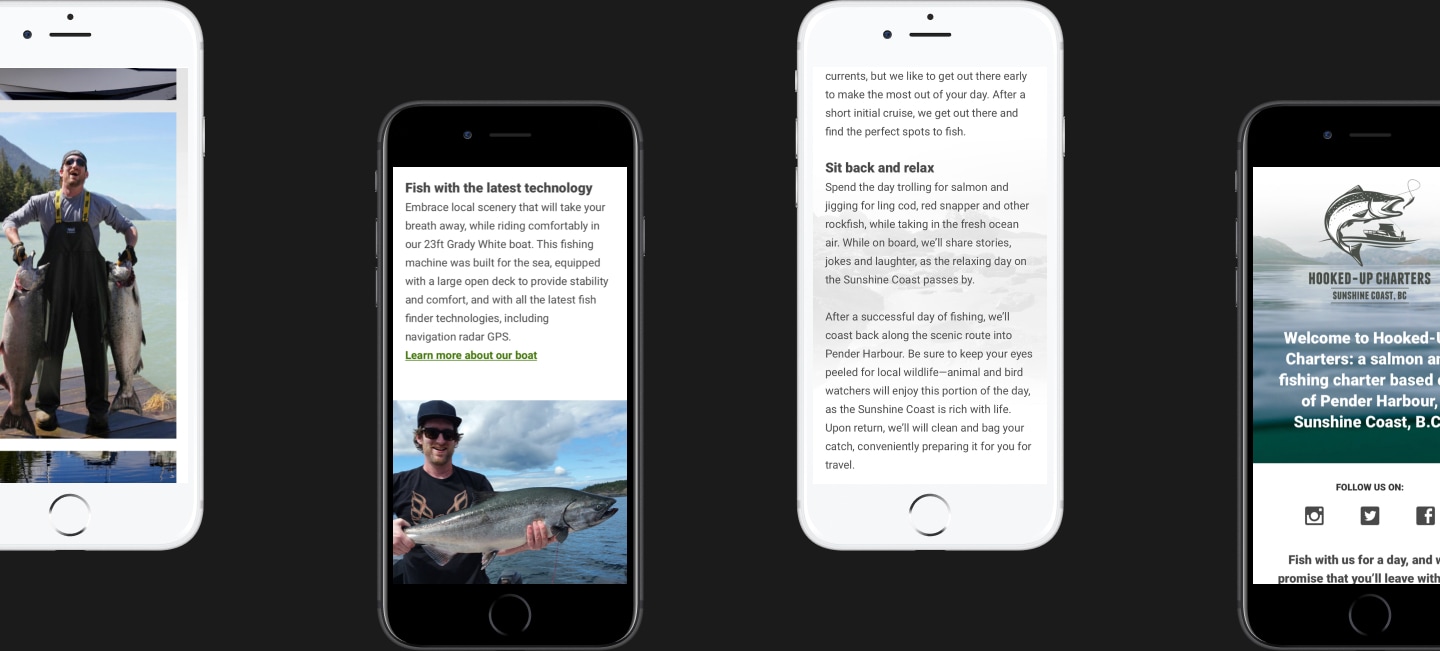 Fish with the latest technology
Embrace local scenery that will take your
breath away, while riding comfortably in
our 23ft Grady White boat. This fishing
machine was built for the sea, equipped
with a large open deck to provide stability
and comfort, and with all the latest fish
finder technologies, including
navigation radar GPS.
Learn more about our boat
currents, but we like to get out there early
to make the most out of your day. After a
short initial cruise, we get out there and
find the perfect spots to fish.
Sit back and relax
Spend the day trolling for salmon and
jigging for ling cod, red snapper and other
rockfish, while taking in the fresh ocean
air. While on board, we’ll share stories,
jokes and laughter, as the relaxing day on
the Sunshine Coast passes by.
After a successful day of fishing, we’ll
coast back along the scenic route into
Pender Harbour. Be sure to keep your eyes
peeled for local wildlife—animal and bird
watchers will enjoy this portion of the day,
as the Sunshine Coast is rich with life.
Upon return, we’ll will clean and bag your
catch, conveniently preparing it for you for
travel.
HOOKED-UP CHARTERS
SUNSHINE COAST, BC
Welcome to Hooked-U
Charters: a salmon an
fishing charter based
of Pender Harbour,
Sunshine Coast, B.C
FOLLOW US ON:
Fish with us for a day, and w
promise that you’ll leave with